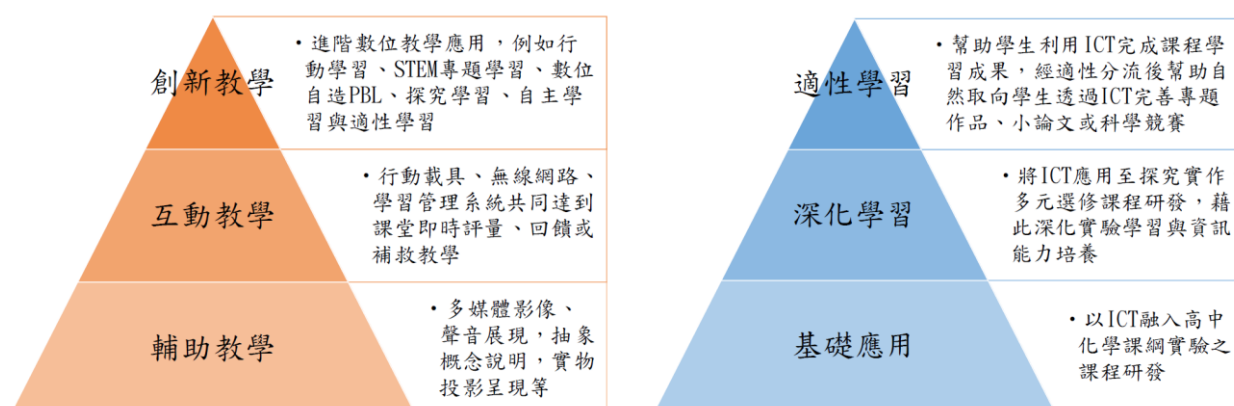 創新教學
・進階數位教學應用，例如行
動學習、STEM專題學習、數位
自造PBL、探究學習、自主學
習與適性學習
互動教學
・行動載具、無線網路、
學習管理系統共同達到
課堂即時評量、回饋或
補救教學
輔助教學
・多媒體影像、
聲音展現，抽象
概念說明，實物
投影呈現等
適性學習
・幫助學生利用ICT完成課程學
習成果，經適性分流後幫助自
然取向學生透過ICT完善專題
作品、小論文或科學競賽
深化學習
・將ICT應用至探究實作
多元選修課程研發，藉
此深化實驗學習與資訊
能力培養
基礎應用
・以ICT融入高中
化學課綱實驗之
課程研發